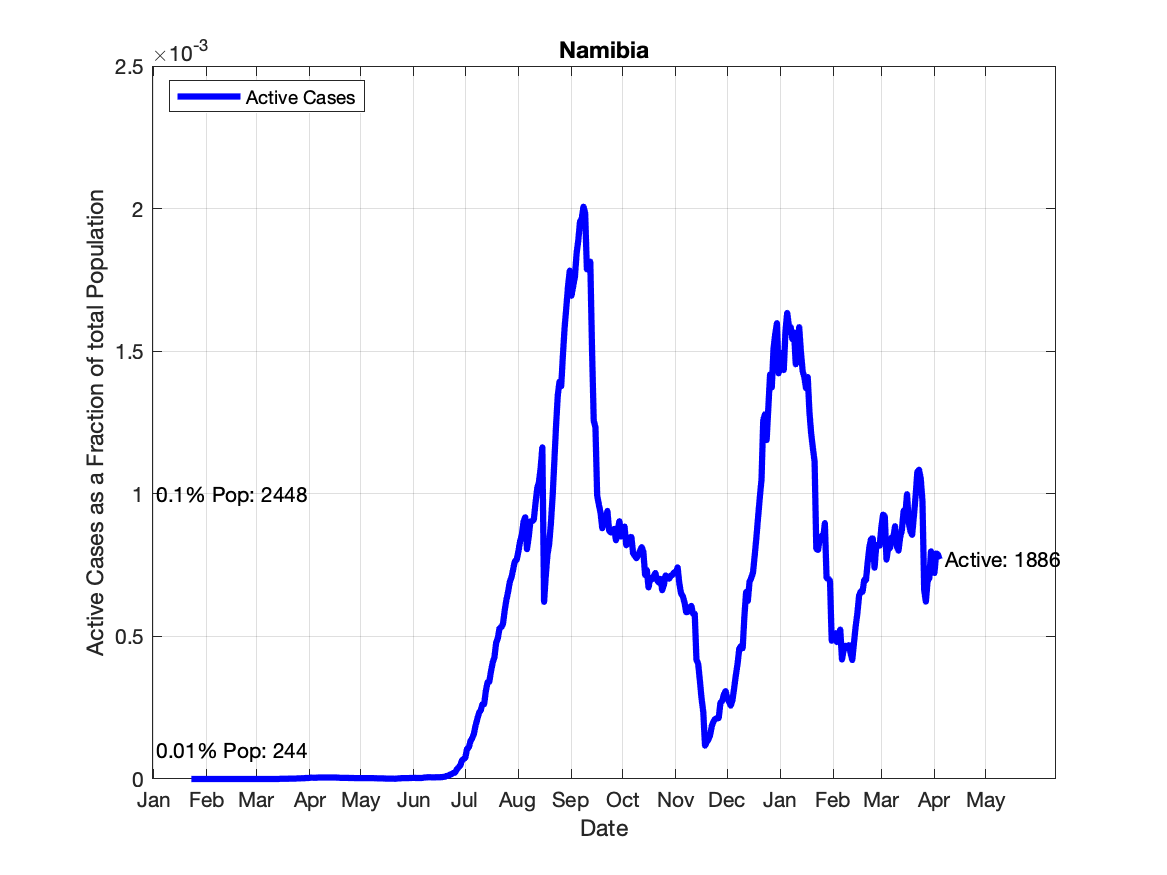 Namibia
×10-3
2.5
2
1.5
1
0.5
0
Active Cases
0.1% Pop: 2448
0.01% Pop: 244
Active: 1886
Active Cases as a Fraction of total Population
Jan Feb Mar Apr May Jun Jul Aug Sep Oct Nov Dec Jan Feb Mar Apr May
Date